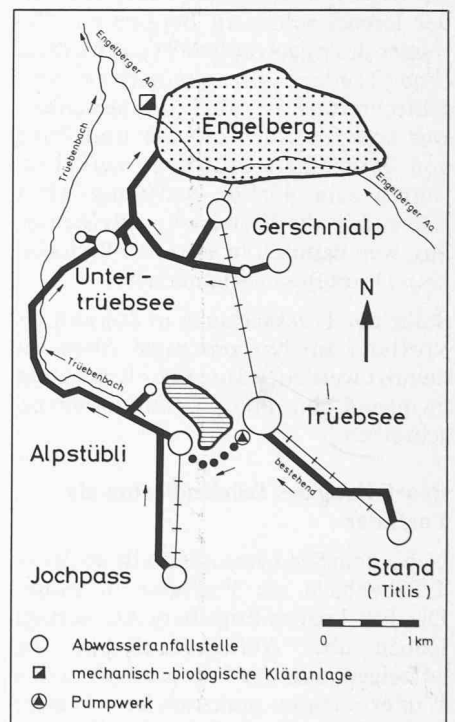 Engelberger Aa
Trüebenbach
Engelberg
Engelberger Aa
Gerschnialp
Unter
trüebsee
N
Trüebenbach
Trüebsee
Alpstübli
bestehend
Jochpass
Stand
(Titlis)
0 1km
Abwasseranfallstelle
mechanisch-biologische Kläranlage
Pumpwerk